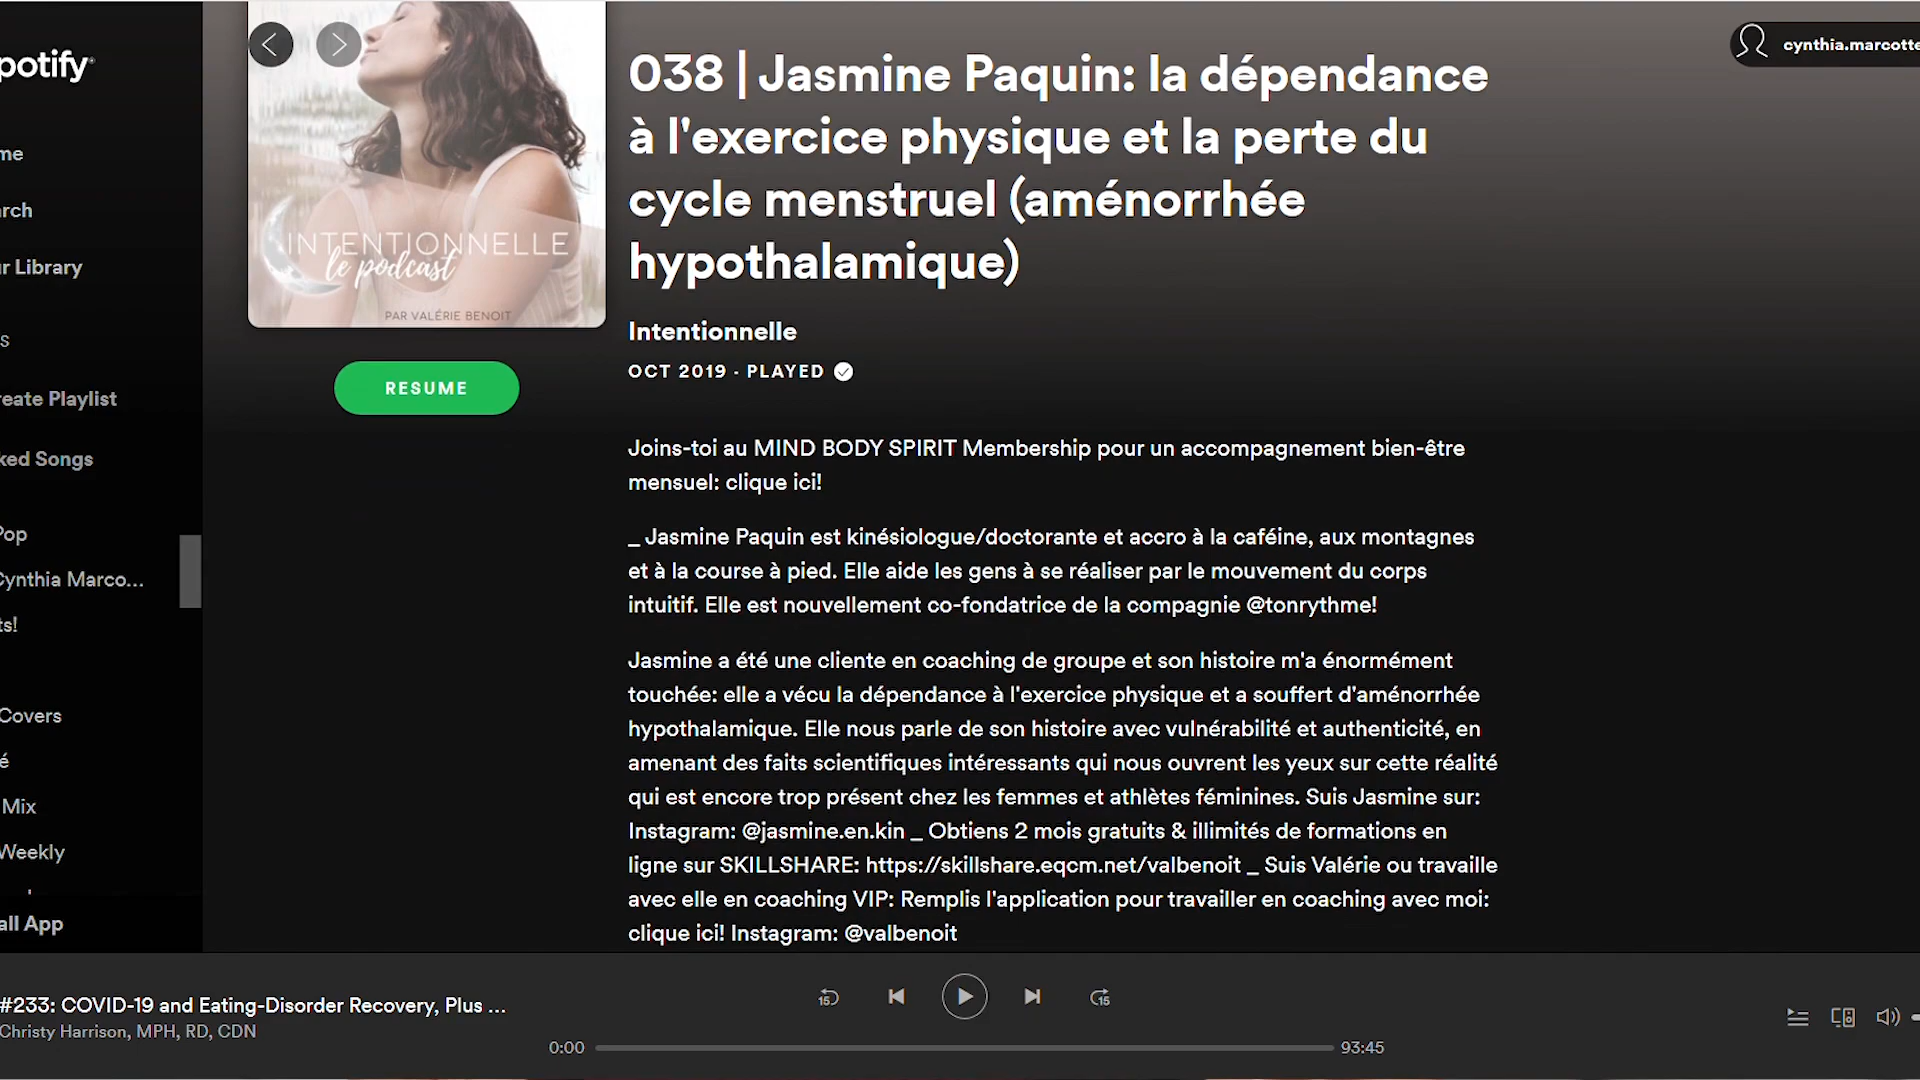 potify
038 | Jasmine Paquin: la dépendance
à l'exercice physique et la perte du
cycle menstruel (aménorrhée
hypothalamique)
cynthia.marcotte
me
arch
r Library
s
reate Playlist
ked Songs
Pop
Cynthia Marco...
ts!
Covers
é
Mix
Weekly
all App
INTENTIONNELLE
le podcast
PAR VALÉRIE BENOIT
RESUME
Intentionnelle
OCT 2019 · PLAYED
Joins-toi au MIND BODY SPIRIT Membership pour un accompagnement bien-être
mensuel: clique ici!
_ Jasmine Paquin est kinésiologue/doctorante et accro à la caféine, aux montagnes
et à la course à pied. Elle aide les gens à se réaliser par le mouvement du corps
intuitif. Elle est nouvellement co-fondatrice de la compagnie @tonrythme!
Jasmine a été une cliente en coaching de groupe et son histoire m'a énormément
touchée: elle a vécu la dépendance à l'exercice physique et a souffert d'aménorrhée
hypothalamique. Elle nous parle de son histoire avec vulnérabilité et authenticité, en
amenant des faits scientifiques intéressants qui nous ouvrent les yeux sur cette réalité
qui est encore trop présent chez les femmes et athlètes féminines. Suis Jasmine sur:
Instagram: @jasmine.en.kin _ Obtiens 2 mois gratuits & illimités de formations en
ligne sur SKILLSHARE: https://skillshare.eqcm.net/valbenoit _ Suis Valérie ou travaille
avec elle en coaching VIP: Remplis l'application pour travailler en coaching avec moi:
clique ici! Instagram: @valbenoit
#233: COVID-19 and Eating-Disorder Recovery, Plus ...
Christy Harrison, MPH, RD, CDN
15
15
0:00
93:45